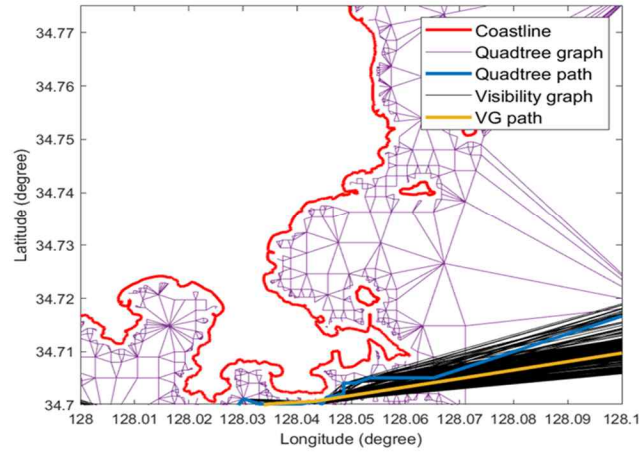 34.77
34.76
34.75
34.74
34.73
34.72
34.71
34.7
Latitude (degree)
Coastline
Quadtree graph
Quadtree path
Visibility graph
VG path
128 128.01 128.02 128.03 128.04 128.05 128.06 128.07 128.08 128.09 128.1
Longitude (degree)